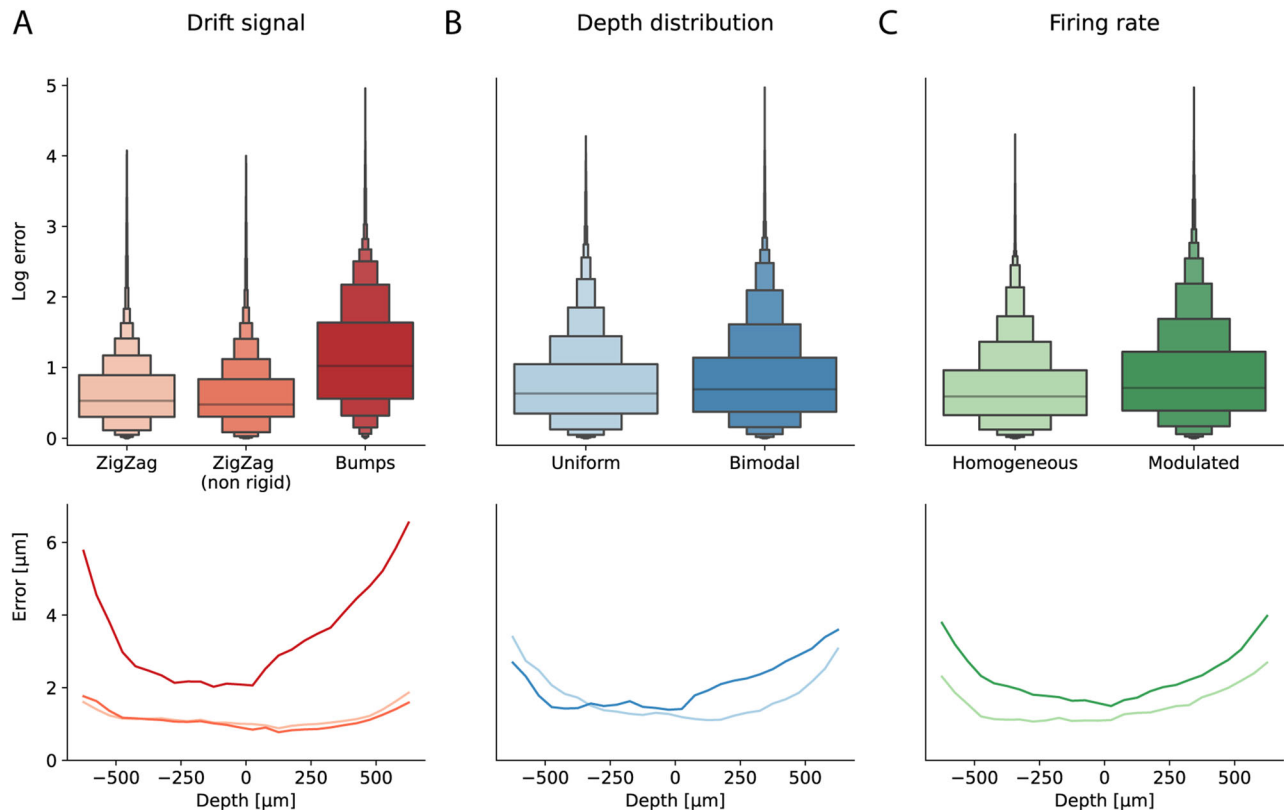 A Drift signal
B Depth distribution
C Firing rate
Log error
5
4
3
2
1
0
ZigZag
ZigZag
(non rigid)
Bumps
Uniform
Bimodal
Homogeneous
Modulated
Error [μm]
6
4
2
0
−500 −250 0 250 500
Depth [μm]
−500 −250 0 250 500
Depth [μm]
−500 −250 0 250 500
Depth [μm]